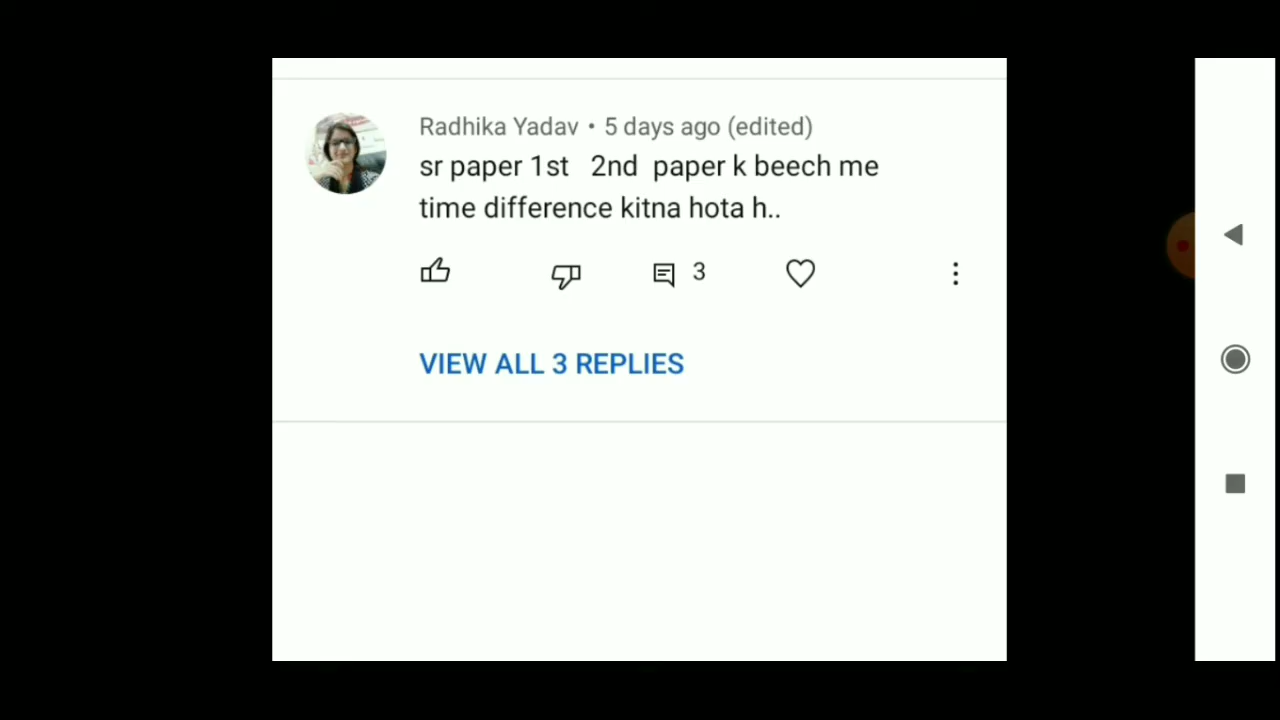 Radhika Yadav • 5 days ago (edited)
sr paper 1st 2nd paper k beech me
time difference kitna hota h..
3
VIEW ALL 3 REPLIES